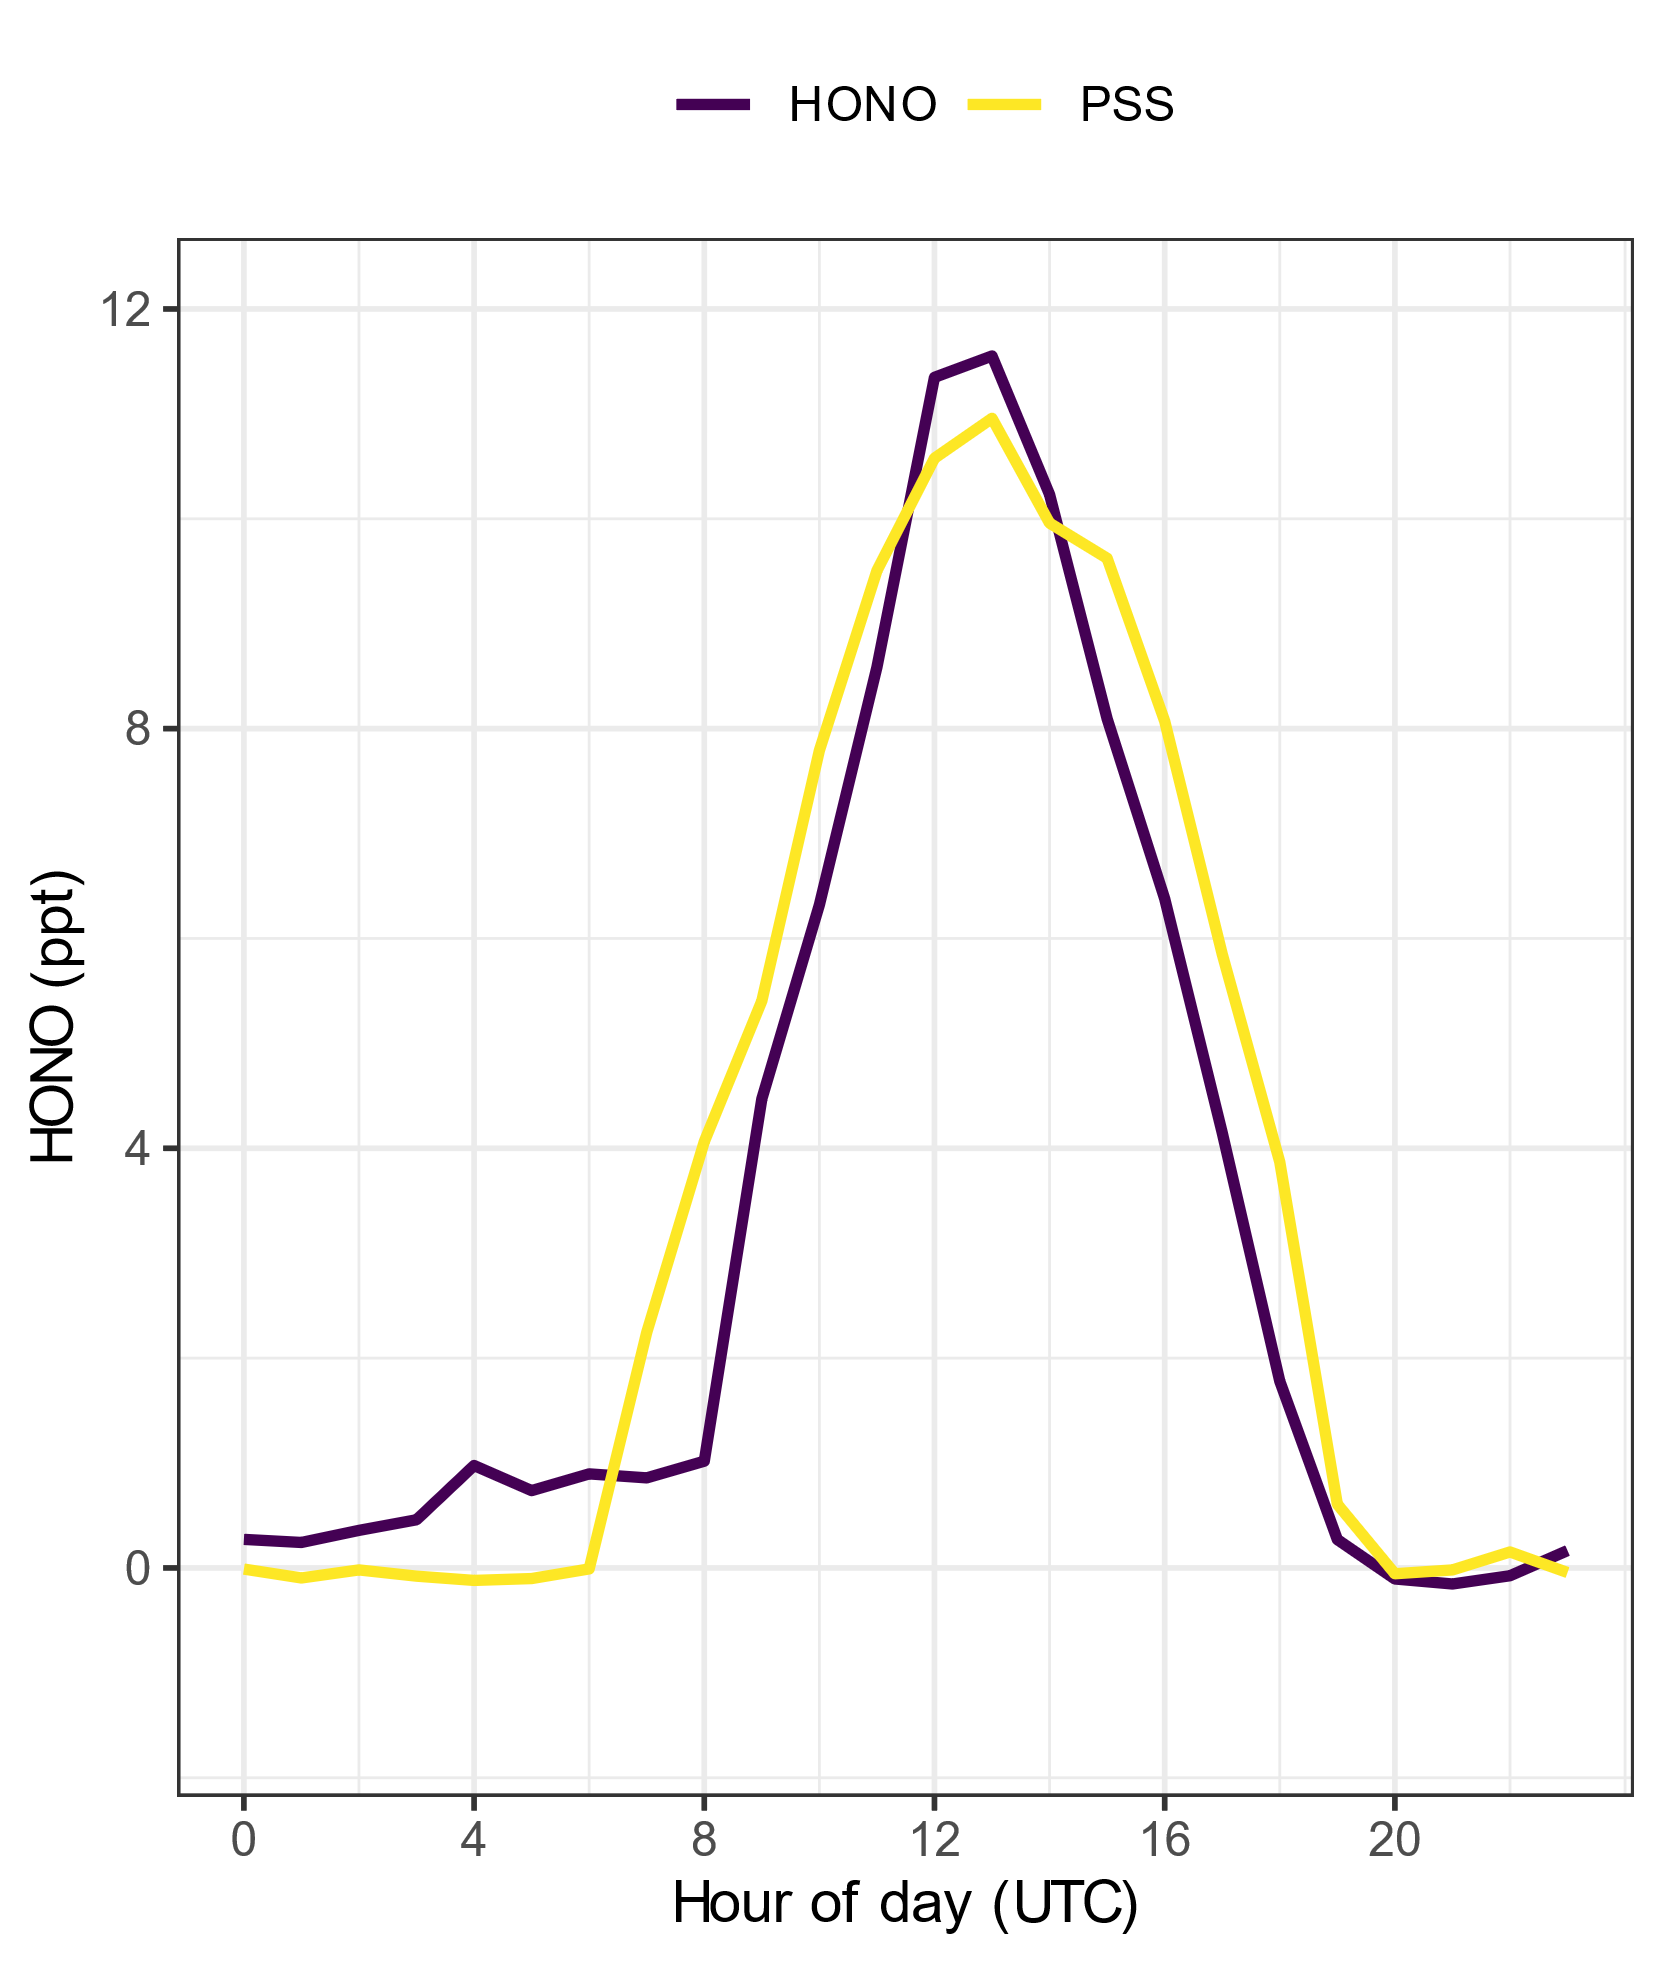 HONO PSS
12
8
4
0
HONO (ppt)
0 4 8 12 16 20
Hour of day (UTC)